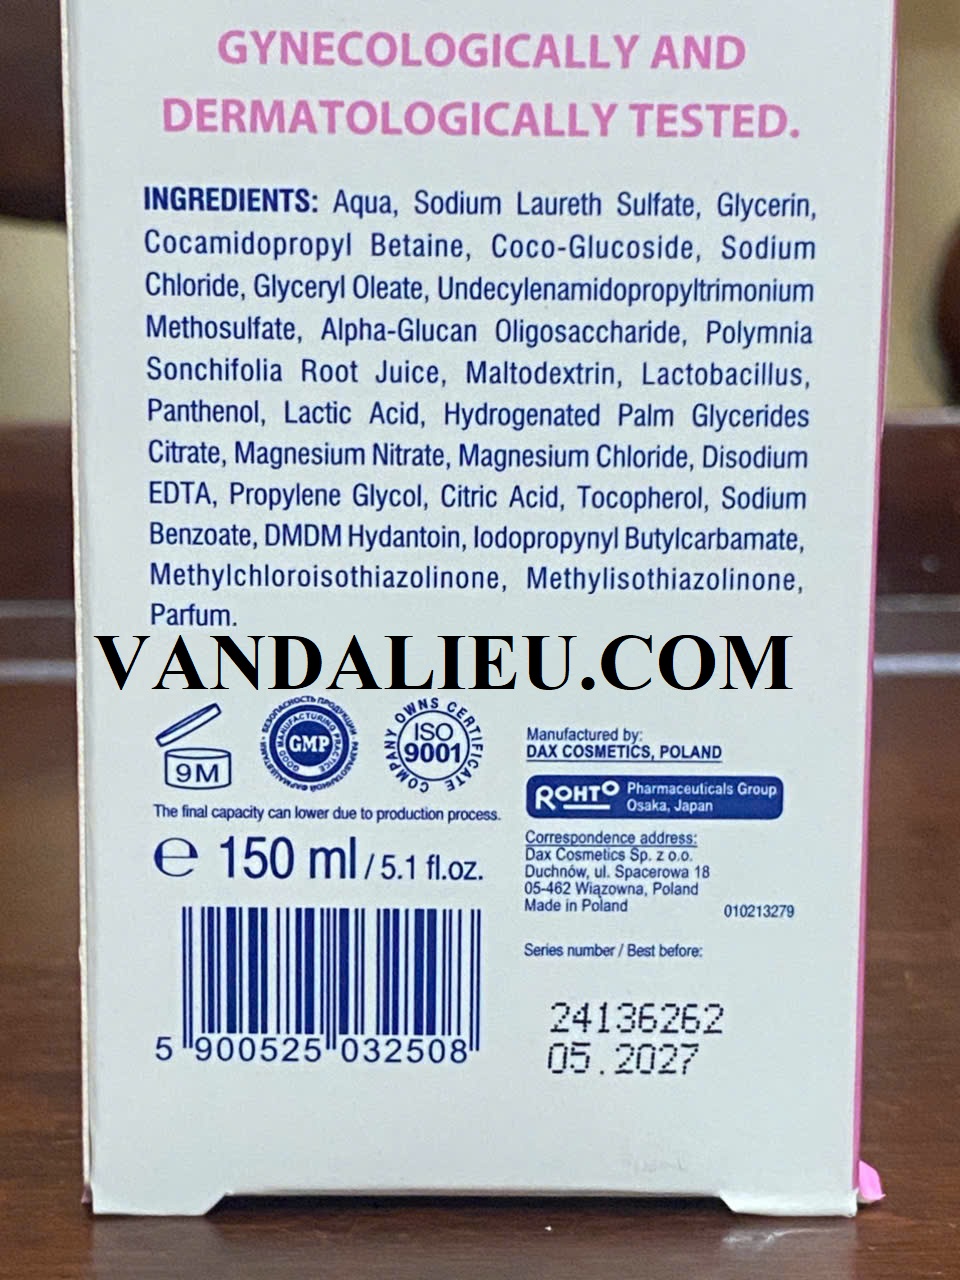 GYNECOLOGICALLY AND
DERMATOLOGICALLY TESTED.
INGREDIENTS: Aqua, Sodium Laureth Sulfate, Glycerin,
Cocamidopropyl Betaine, Coco-Glucoside, Sodium
Chloride, Glyceryl Oleate, Undecylenamidopropyltrimonium
Methosulfate, Alpha-Glucan Oligosaccharide, Polymnia
Sonchifolia Root Juice, Maltodextrin, Lactobacillus,
Panthenol, Lactic Acid, Hydrogenated Palm Glycerides
Citrate, Magnesium Nitrate, Magnesium Chloride, Disodium
EDTA, Propylene Glycol, Citric Acid, Tocopherol, Sodium
Benzoate, DMDM Hydantoin, Iodopropynyl Butylcarbamate,
Methylchloroisothiazolinone, Methylisothiazolinone,
Parfum.
VANDALIEU.COM
9M
БЕЗОПАСНОСТЬ ПРОДУКЦИИ
GOOD MANUFACTURING PRACTICE
GMP
COMPANY OWNS CERTIFICATE
ISO
9001
The final capacity can lower due to production process.
℮ 150 ml / 5.1 fl.oz.
5 900525 032508
Manufactured by:
DAX COSMETICS, POLAND
ROHTO Pharmaceuticals Group
Osaka, Japan
Correspondence address:
Dax Cosmetics Sp. z o.o.
Duchnów, ul. Spacerowa 18
05-462 Wiązowna, Poland
Made in Poland
010213279
Series number / Best before:
24136262
05.2027